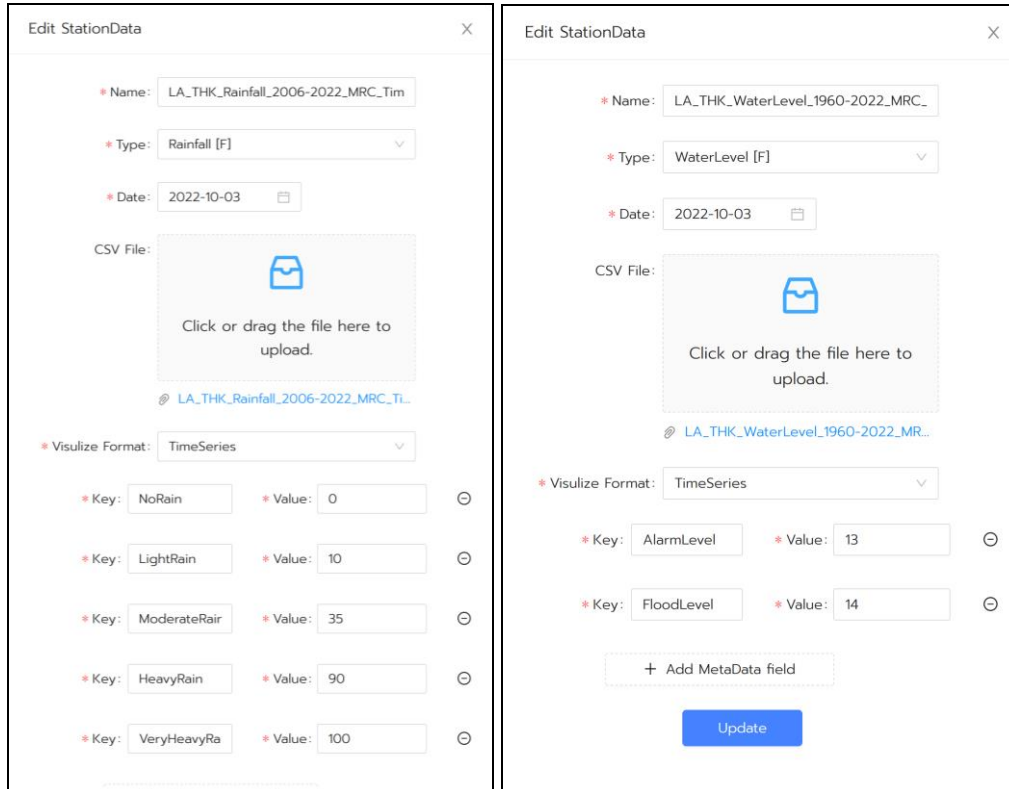 Edit StationData
* Name: LA_THK_Rainfall_2006-2022_MRC_Tim
* Type: Rainfall [F]
* Date: 2022-10-03
CSV File:
Click or drag the file here to
upload.
LA_THK_Rainfall_2006-2022_MRC_Ti...
* Visulize Format: TimeSeries
* Key: NoRain * Value: 0
* Key: LightRain * Value: 10
* Key: ModerateRair * Value: 35
* Key: HeavyRain * Value: 90
* Key: VeryHeavyRa * Value: 100
Edit StationData
* Name: LA_THK_WaterLevel_1960-2022_MRC_
* Type: WaterLevel [F]
* Date: 2022-10-03
CSV File:
Click or drag the file here to
upload.
LA_THK_WaterLevel_1960-2022_MR...
* Visulize Format: TimeSeries
* Key: AlarmLevel * Value: 13
* Key: FloodLevel * Value: 14
+ Add MetaData field
Update